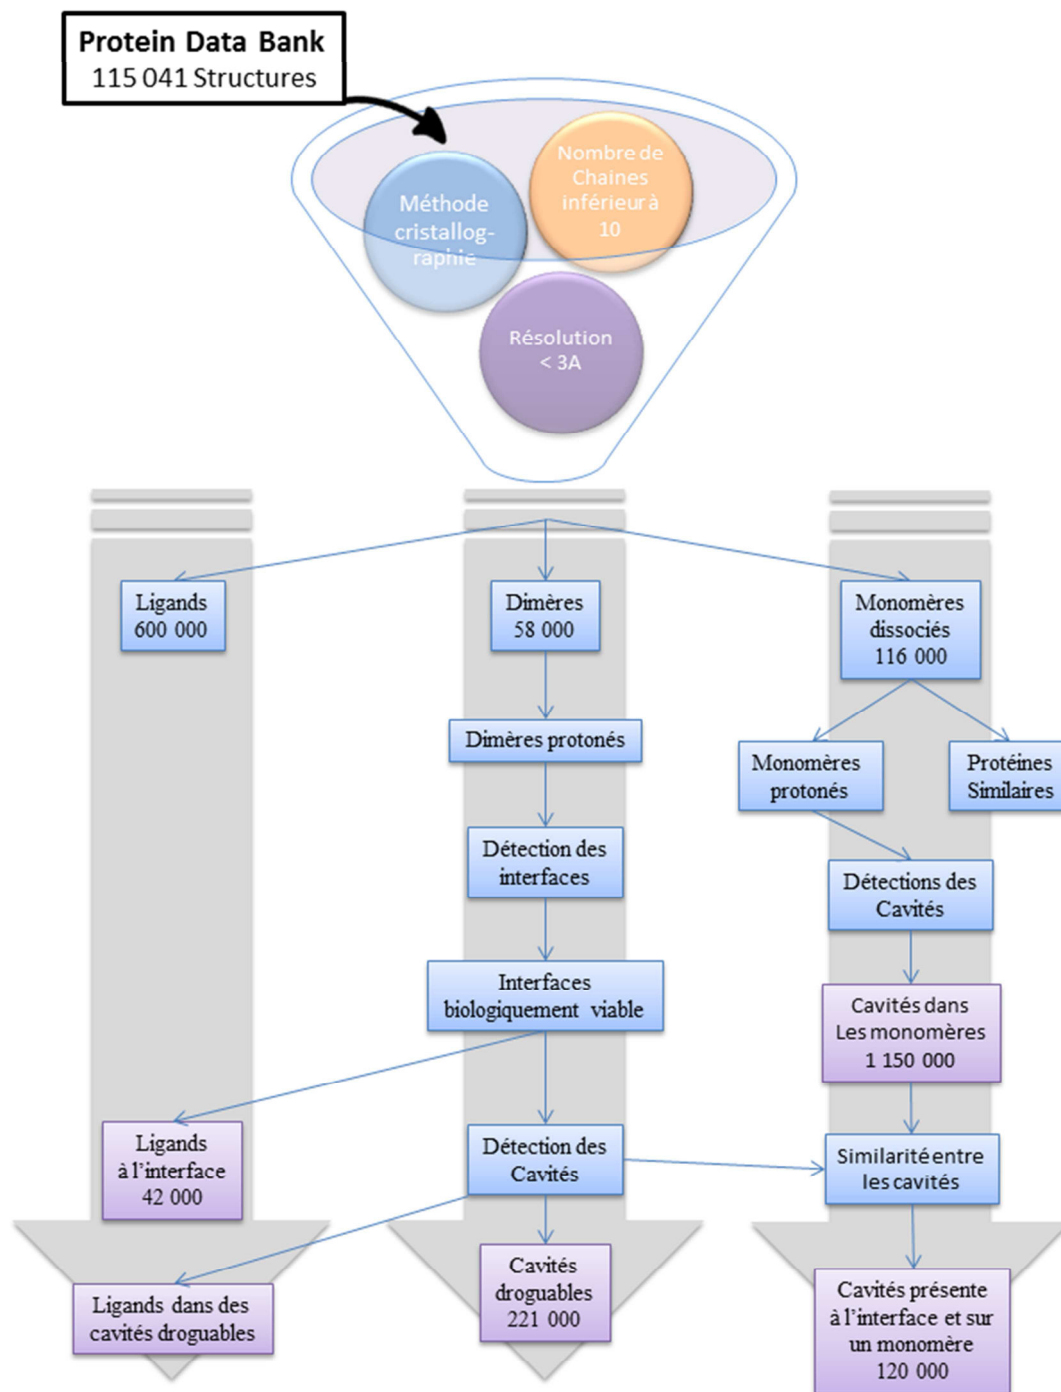 Protein Data Bank
115 041 Structures
Nombre de
Chaines
inférieur à
10
Méthode
cristallog-
raphie
Résolution
< 3A
Ligands
600 000
Dimères
58 000
Monomères
dissociés
116 000
Dimères protonés
Monomères
protonés
Protéines
Similaires
Détection des
interfaces
Détections des
Cavités
Interfaces
biologiquement viable
Cavités dans
Les monomères
1 150 000
Ligands
à l'interface
42 000
Détection des
Cavités
Similarité entre
les cavités
Ligands dans des
cavités droguables
Cavités
droguables
221 000
Cavités présente
à l'interface et sur
un monomère
120 000